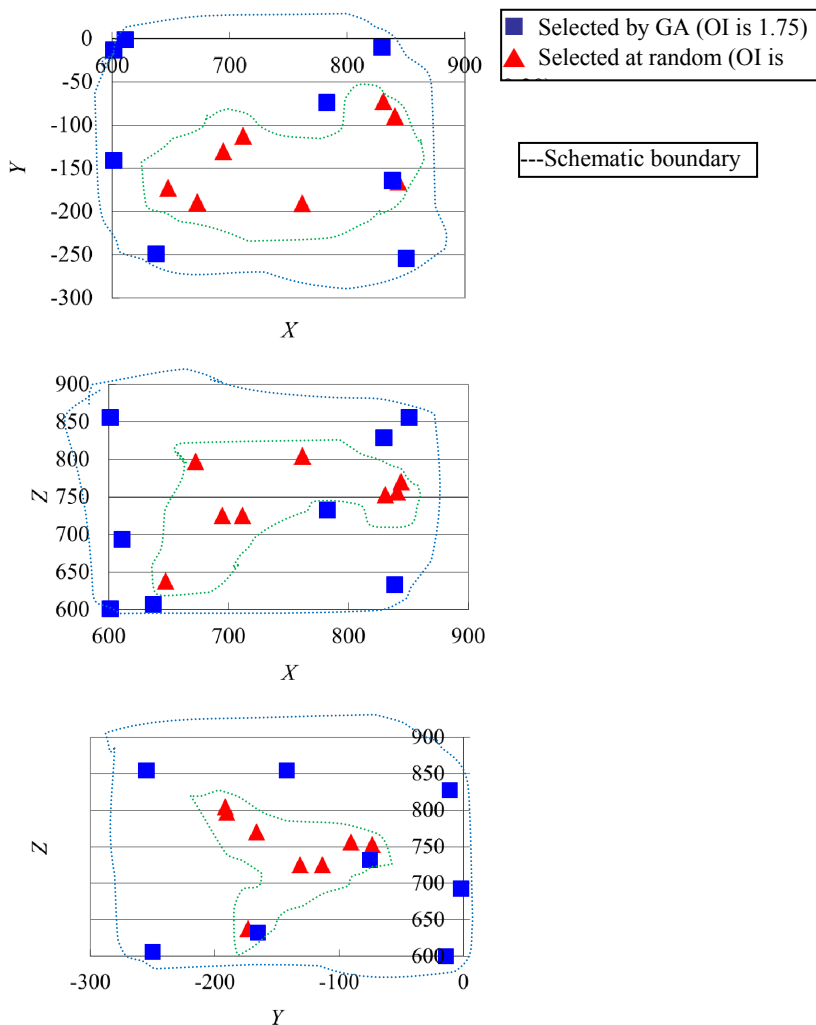 Selected by GA (OI is 1.75)
Selected at random (OI is
---Schematic boundary
0
600 700 800 900
-50
-100
-150
-200
-250
-300
Y
X
900
850
800
750
700
650
600
600 700 800 900
Z
X
900
850
800
750
700
650
600
-300 -200 -100 0
Z
Y